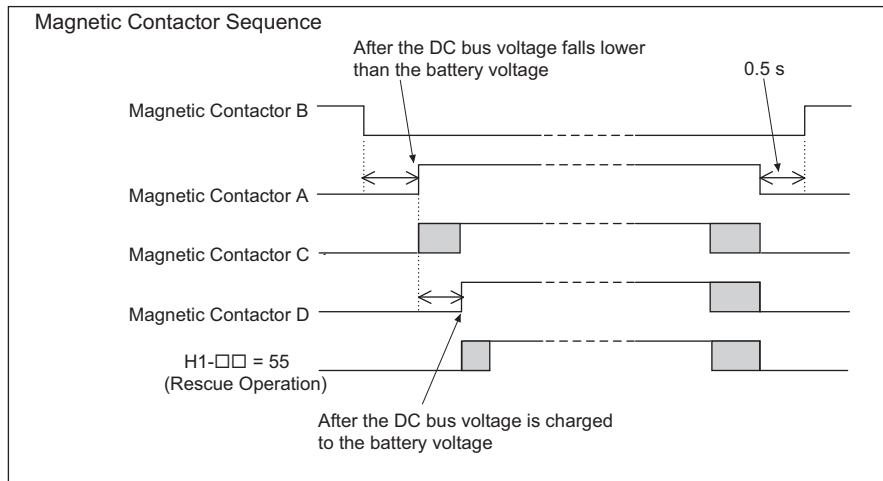 Magnetic Contactor Sequence
After the DC bus voltage falls lower
than the battery voltage
0.5 s
Magnetic Contactor B
Magnetic Contactor A
Magnetic Contactor C
Magnetic Contactor D
H1-□□ = 55
(Rescue Operation)
After the DC bus voltage is charged
to the battery voltage